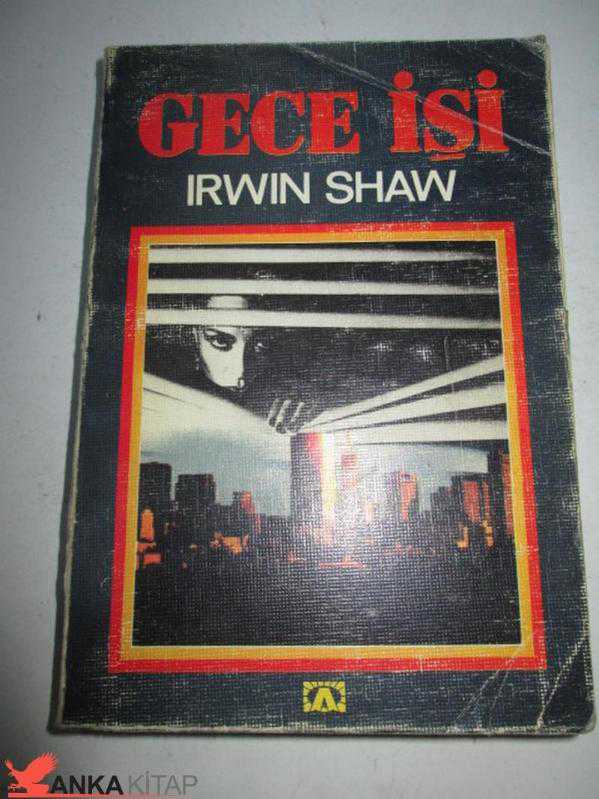 GECE İŞİ
IRWIN SHAW
A
ANKA KİTAP